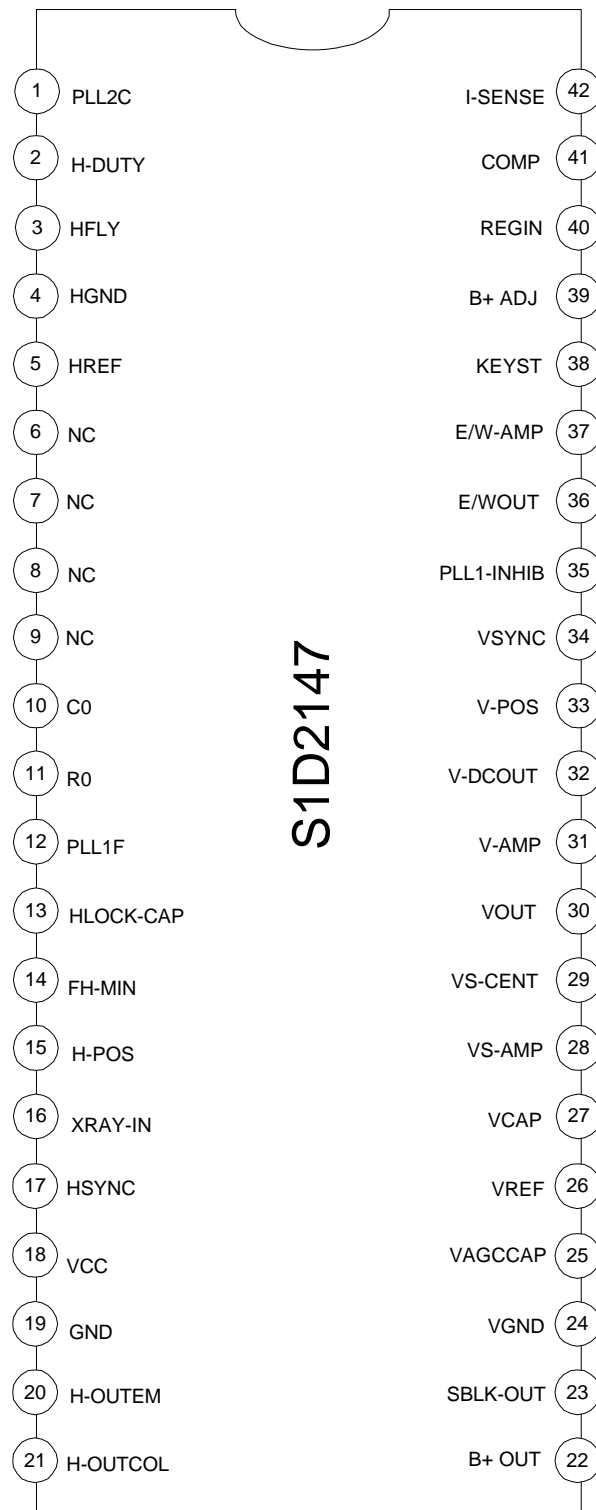 1 PLL2C I-SENSE 42
2 H-DUTY COMP 41
3 HFLY REGIN 40
4 HGND B+ ADJ 39
5 HREF KEYST 38
6 NC E/W-AMP 37
7 NC E/WOUT 36
8 NC PLL1-INHIB 35
9 NC VSYNC 34
10 C0 V-POS 33
11 R0 V-DCOUT 32
12 PLL1F V-AMP 31
13 HLOCK-CAP VOUT 30
14 FH-MIN VS-CENT 29
15 H-POS VS-AMP 28
16 XRAY-IN VCAP 27
17 HSYNC VREF 26
18 VCC VAGCCAP 25
19 GND VGND 24
20 H-OUTEM SBLK-OUT 23
21 H-OUTCOL B+ OUT 22
S1D2147